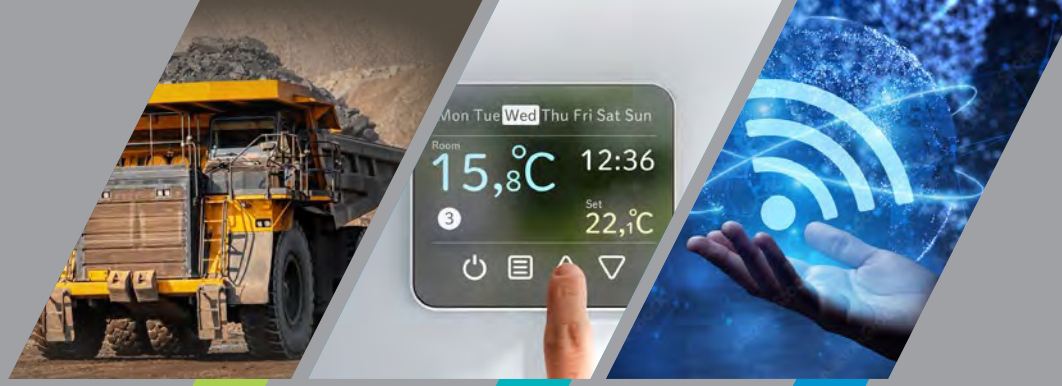 Mon Tue Wed Thu Fri Sat Sun
Room
15,8°C
12:36
3
Set
22,1°C